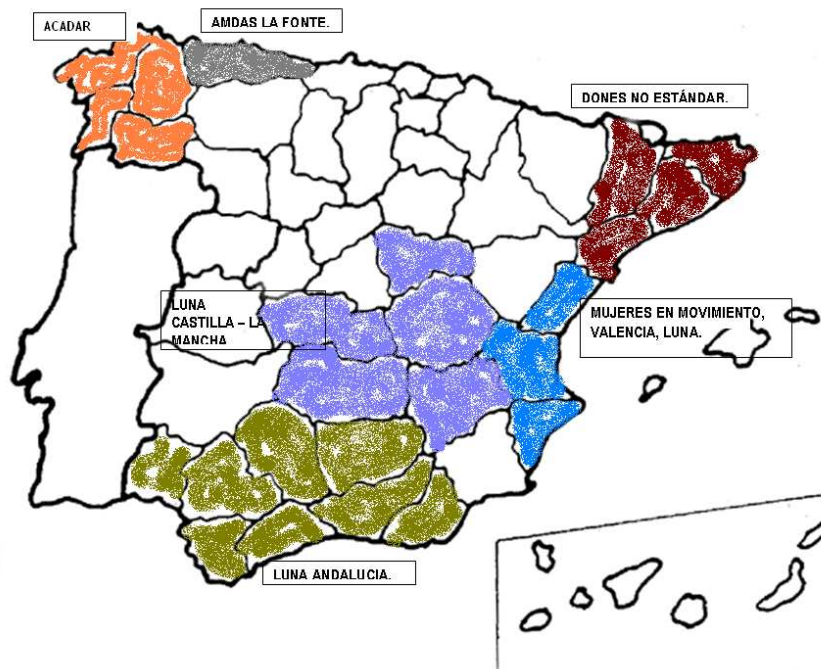 ACADAR
AMDAS LA FONTE.
DONES NO ESTÁNDAR.
LUNA
CASTILLA – LA
MANCHA
MUJERES EN MOVIMIENTO,
VALENCIA, LUNA.
LUNA ANDALUCIA.